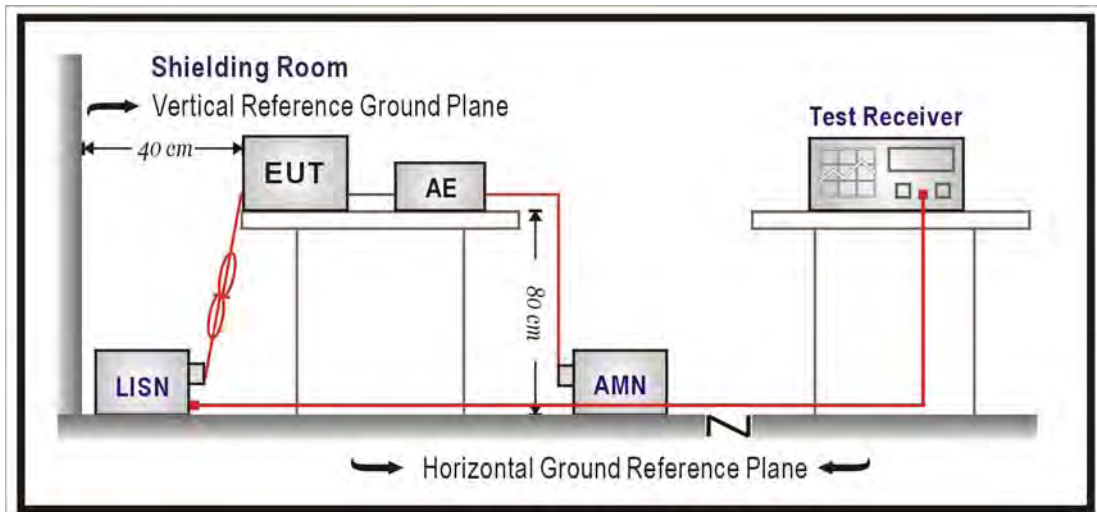 Shielding Room
Vertical Reference Ground Plane
Test Receiver
40 cm
EUT
AE
80 cm
LISN
AMN
Horizontal Ground Reference Plane